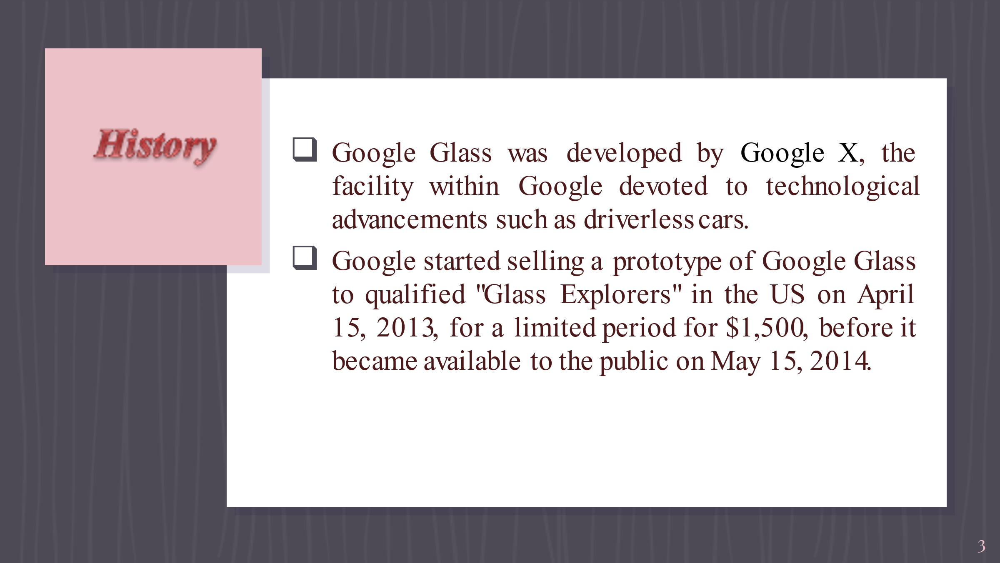 History
Google Glass was developed by Google X, the
facility within Google devoted to technological
advancements such as driverless cars.
Google started selling a prototype of Google Glass
to qualified "Glass Explorers" in the US on April
15, 2013, for a limited period for $1,500, before it
became available to the public on May 15, 2014.
3